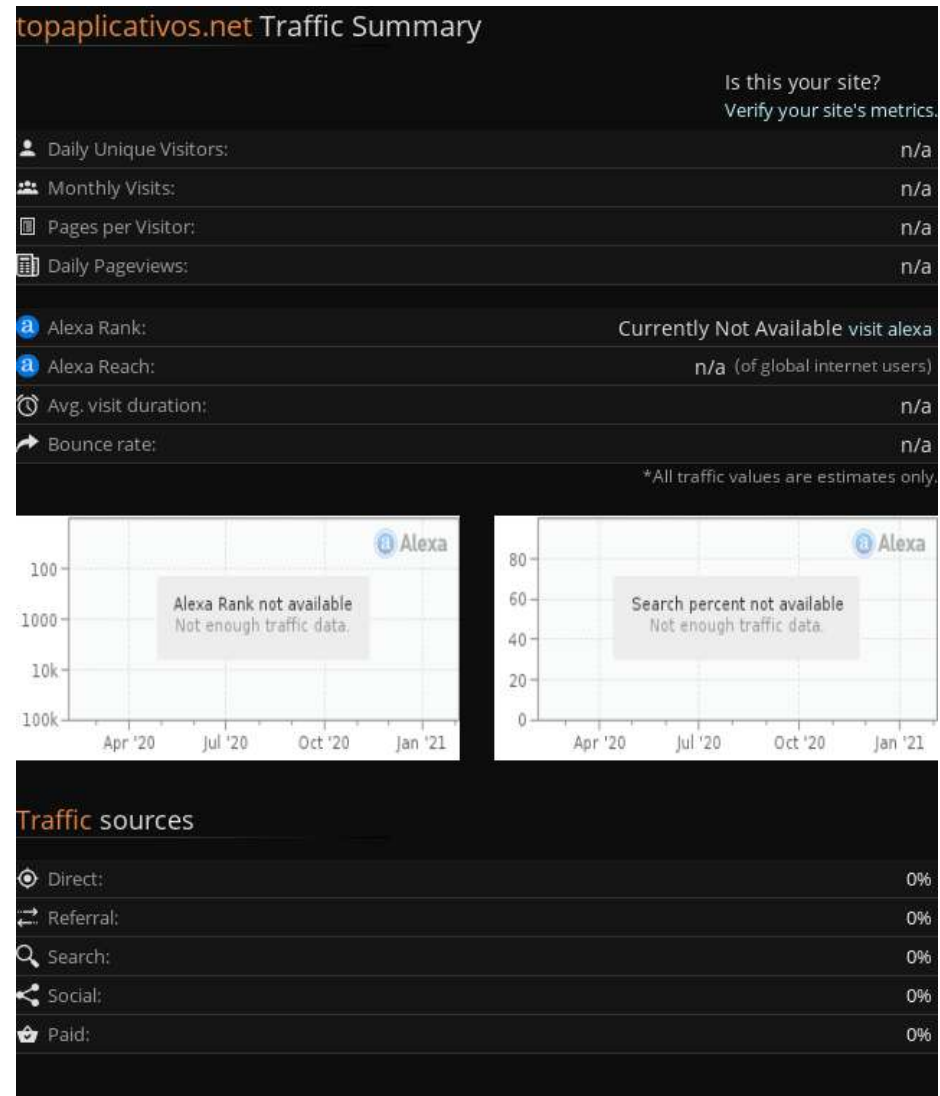 topaplicativos.net Traffic Summary
Is this your site?
Verify your site's metrics.
Daily Unique Visitors: n/a
Monthly Visits: n/a
Pages per Visitor: n/a
Daily Pageviews: n/a
a Alexa Rank: Currently Not Available visit alexa
a Alexa Reach: n/a (of global internet users)
Avg. visit duration: n/a
Bounce rate: n/a
*All traffic values are estimates only.
a Alexa
100
1000
10k
100k
Alexa Rank not available
Not enough traffic data.
Apr '20 Jul '20 Oct '20 Jan '21
a Alexa
80
60
40
20
0
Search percent not available
Not enough traffic data.
Apr '20 Jul '20 Oct '20 Jan '21
Traffic sources
Direct: 0%
Referral: 0%
Search: 0%
Social: 0%
Paid: 0%